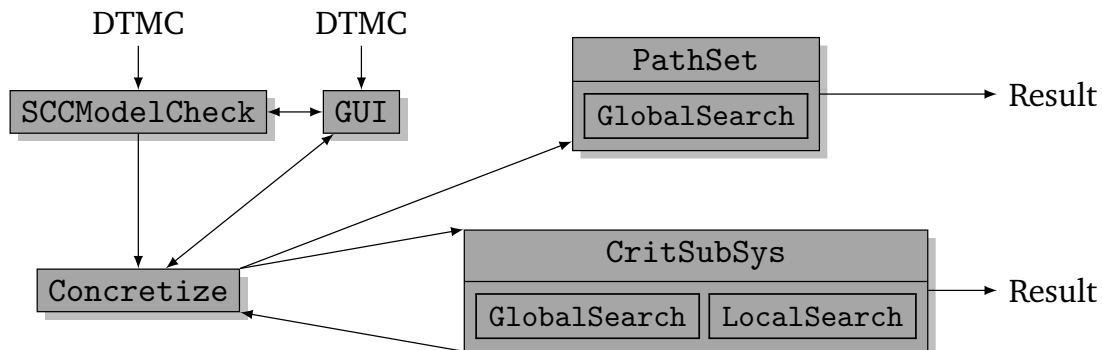 DTMC
DTMC
PathSet
SCCModelCheck
GUI
GlobalSearch
Result
CritSubSys
Concretize
GlobalSearch
LocalSearch
Result